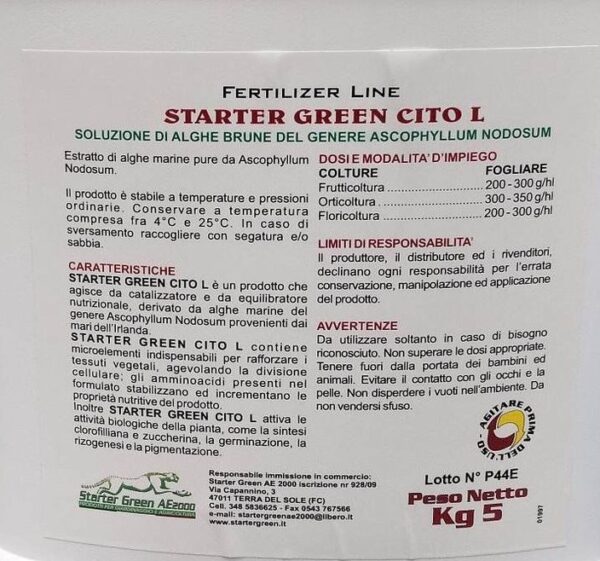 FERTILIZER LINE
STARTER GREEN CITO L
SOLUZIONE DI ALGHE BRUNE DEL GENERE ASCOPHYLLUM NODOSUM
Estratto di alghe marine pure da Ascophyllum
Nodosum.
Il prodotto è stabile a temperature e pressioni
ordinarie. Conservare a temperatura
compresa fra 4°C e 25°C. In caso di
sversamento raccogliere con segatura e/o
sabbia.
CARATTERISTICHE
STARTER GREEN CITO L è un prodotto che
agisce da catalizzatore e da equilibratore
nutrizionale, derivato da alghe marine del
genere Ascophyllum Nodosum provenienti dai
mari dell'Irlanda.
STARTER GREEN CITO L contiene
microelementi indispensabili per rafforzare i
tessuti vegetali, agevolando la divisione
cellulare; gli amminoacidi presenti nel
formulato stabilizzano ed incrementano le
proprietà nutritive del prodotto.
Inoltre STARTER GREEN CITO L attiva le
attività biologiche della pianta, come la sintesi
clorofilliana e zuccherina, la germinazione, la
rizogenesi e la pigmentazione.
DOSI E MODALITA' D'IMPIEGO
COLTURE FOGLIARE
Frutticoltura ........................ 200 - 300 g/hl
Orticoltura ........................... 300 - 350 g/hl
Floricoltura .......................... 200 - 300 g/hl
LIMITI DI RESPONSABILITA'
Il produttore, il distributore ed i rivenditori,
declinano ogni responsabilità per l'errata
conservazione, manipolazione ed applicazione
del prodotto.
AVVERTENZE
Da utilizzare soltanto in caso di bisogno
riconosciuto. Non superare le dosi appropriate.
Tenere fuori dalla portata dei bambini ed
animali. Evitare il contatto con gli occhi e la
pelle. Non disperdere i vuoti nell'ambiente. Da
non vendersi sfuso.
AGITARE PRIMA DELL'USO
Starter Green AE2000
Responsabile immissione in commercio:
Starter Green AE 2000 iscrizione nr 928/09
Via Capannino, 3
47011 TERRA DEL SOLE (FC)
Cell. 348 5836625 - Fax 0543 767566
e-mail: startergreenae2000@libero.it
www.startergreen.it
Lotto N° P44E
Peso Netto
Kg 5
01997